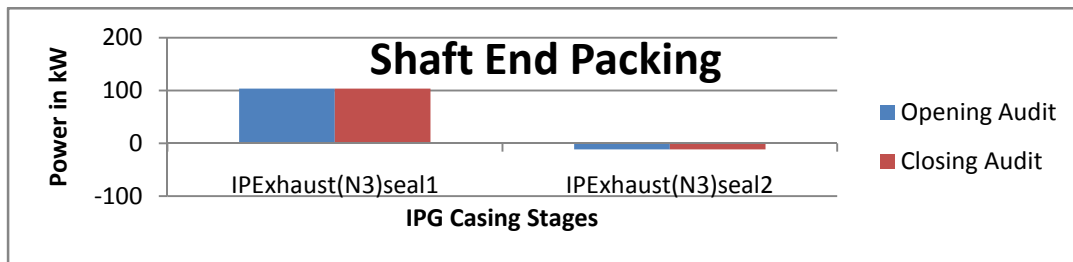 Shaft End Packing
200
100
0
-100
Power in kW
IPExhaust(N3)seal1
IPExhaust(N3)seal2
IPG Casing Stages
Opening Audit
Closing Audit